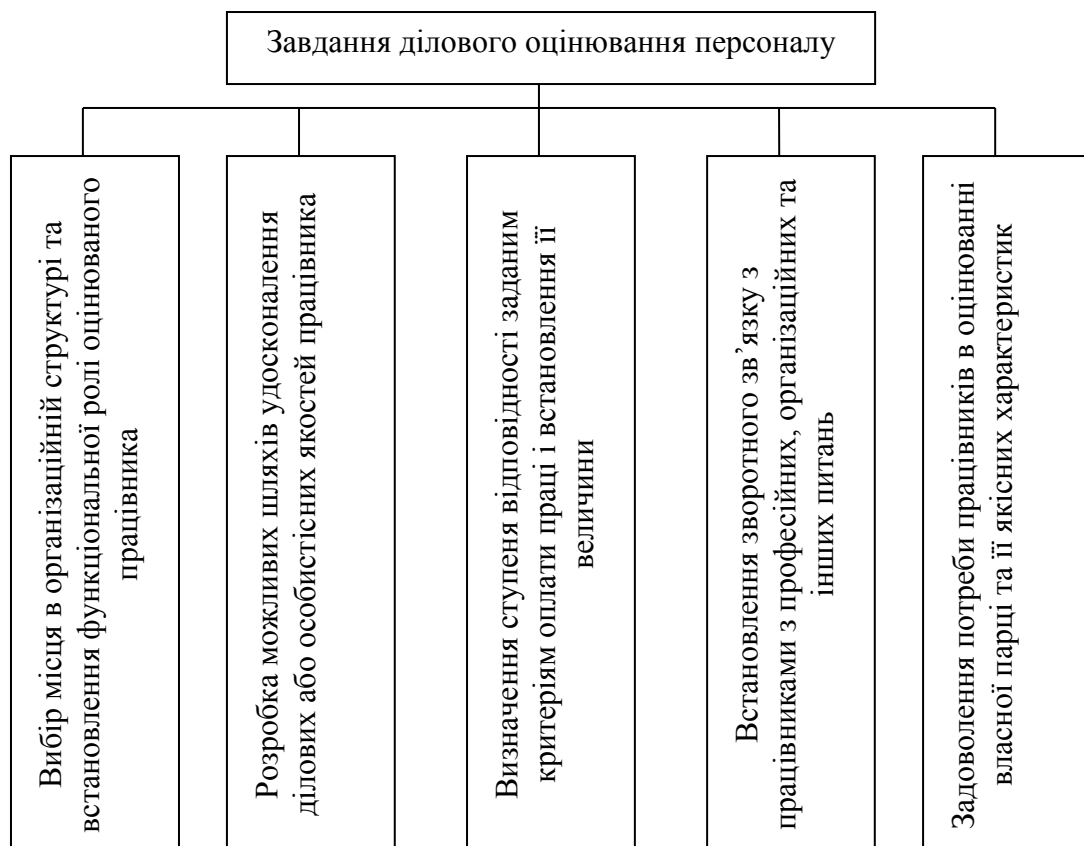 Завдання ділового оцінювання персоналу
Вибір місця в організаційній структурі та
встановлення функціональної ролі оцінюваного
працівника
Розробка можливих шляхів удосконалення
ділових або особистісних якостей працівника
Визначення ступеня відповідності заданим
критеріям оплати праці і встановлення її
величини
Встановлення зворотного зв’язку з
працівниками з професійних, організаційних та
інших питань
Задоволення потреби працівників в оцінюванні
власної парці та її якісних характеристик